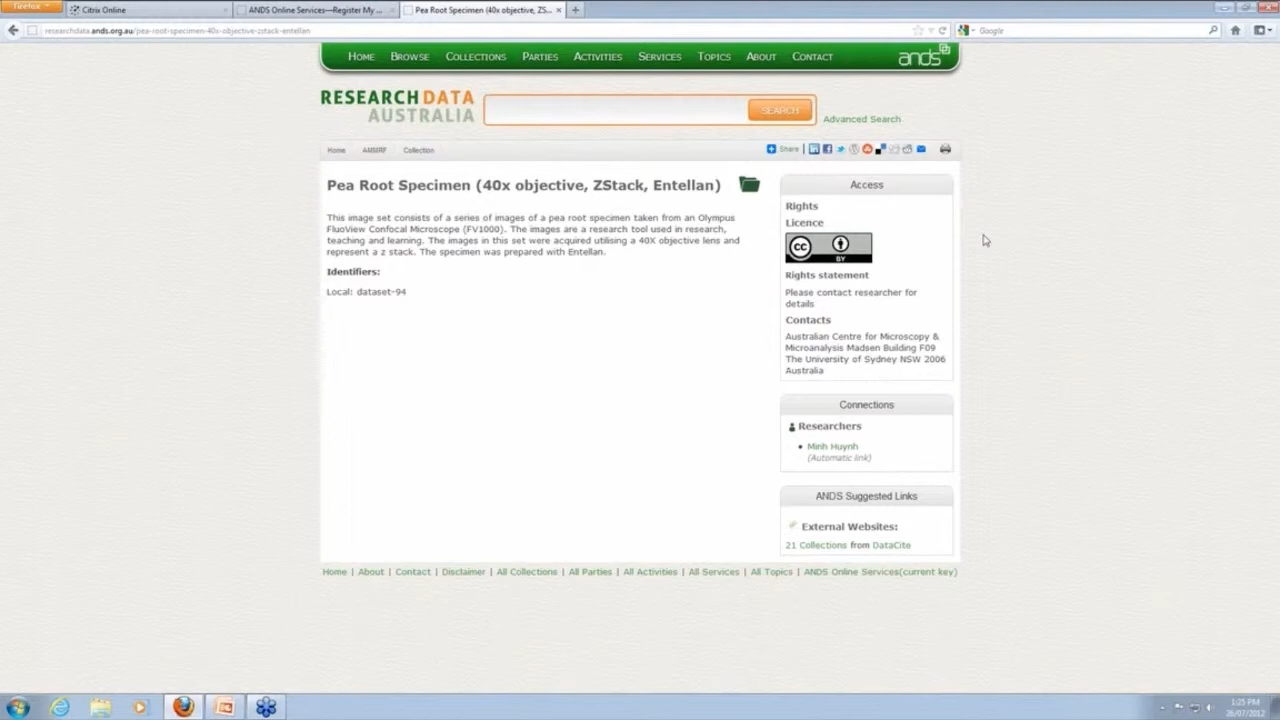 Firefox
Citrix Online
ANDS Online Services—Register My ...
Pea Root Specimen (40x objective, ZS...
researchdata.ands.org.au/pea-root-specimen-40x-objective-zstack-entellan
Google
HOME BROWSE COLLECTIONS PARTIES ACTIVITIES SERVICES TOPICS ABOUT CONTACT
ands
RESEARCH DATA
AUSTRALIA
SEARCH
Advanced Search
Home AMMRF Collection
Share
Pea Root Specimen (40x objective, ZStack, Entellan)
This image set consists of a series of images of a pea root specimen taken from an Olympus
FluoView Confocal Microscope (FV1000). The images are a research tool used in research,
teaching and learning. The images in this set were acquired utilising a 40X objective lens and
represent a z stack. The specimen was prepared with Entellan.
Identifiers:
Local: dataset-94
Access
Rights
Licence
CC
BY
Rights statement
Please contact researcher for
details
Contacts
Australian Centre for Microscopy &
Microanalysis Madsen Building F09
The University of Sydney NSW 2006
Australia
Connections
Researchers
• Minh Huynh
(Automatic link)
ANDS Suggested Links
External Websites:
21 Collections from DataCite
Home | About | Contact | Disclaimer | All Collections | All Parties | All Activities | All Services | All Topics | ANDS Online Services(current key)
1:25 PM
26/07/2012